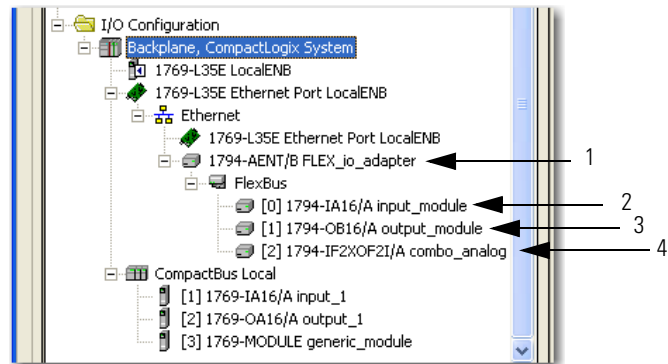 I/O Configuration
Backplane, CompactLogix System
1769-L35E LocalENB
1769-L35E Ethernet Port LocalENB
Ethernet
1769-L35E Ethernet Port LocalENB
1794-AENT/B FLEX_io_adapter 1
FlexBus
[0] 1794-IA16/A input_module 2
[1] 1794-OB16/A output_module 3
[2] 1794-IF2XOF2I/A combo_analog 4
CompactBus Local
[1] 1769-IA16/A input_1
[2] 1769-OA16/A output_1
[3] 1769-MODULE generic_module